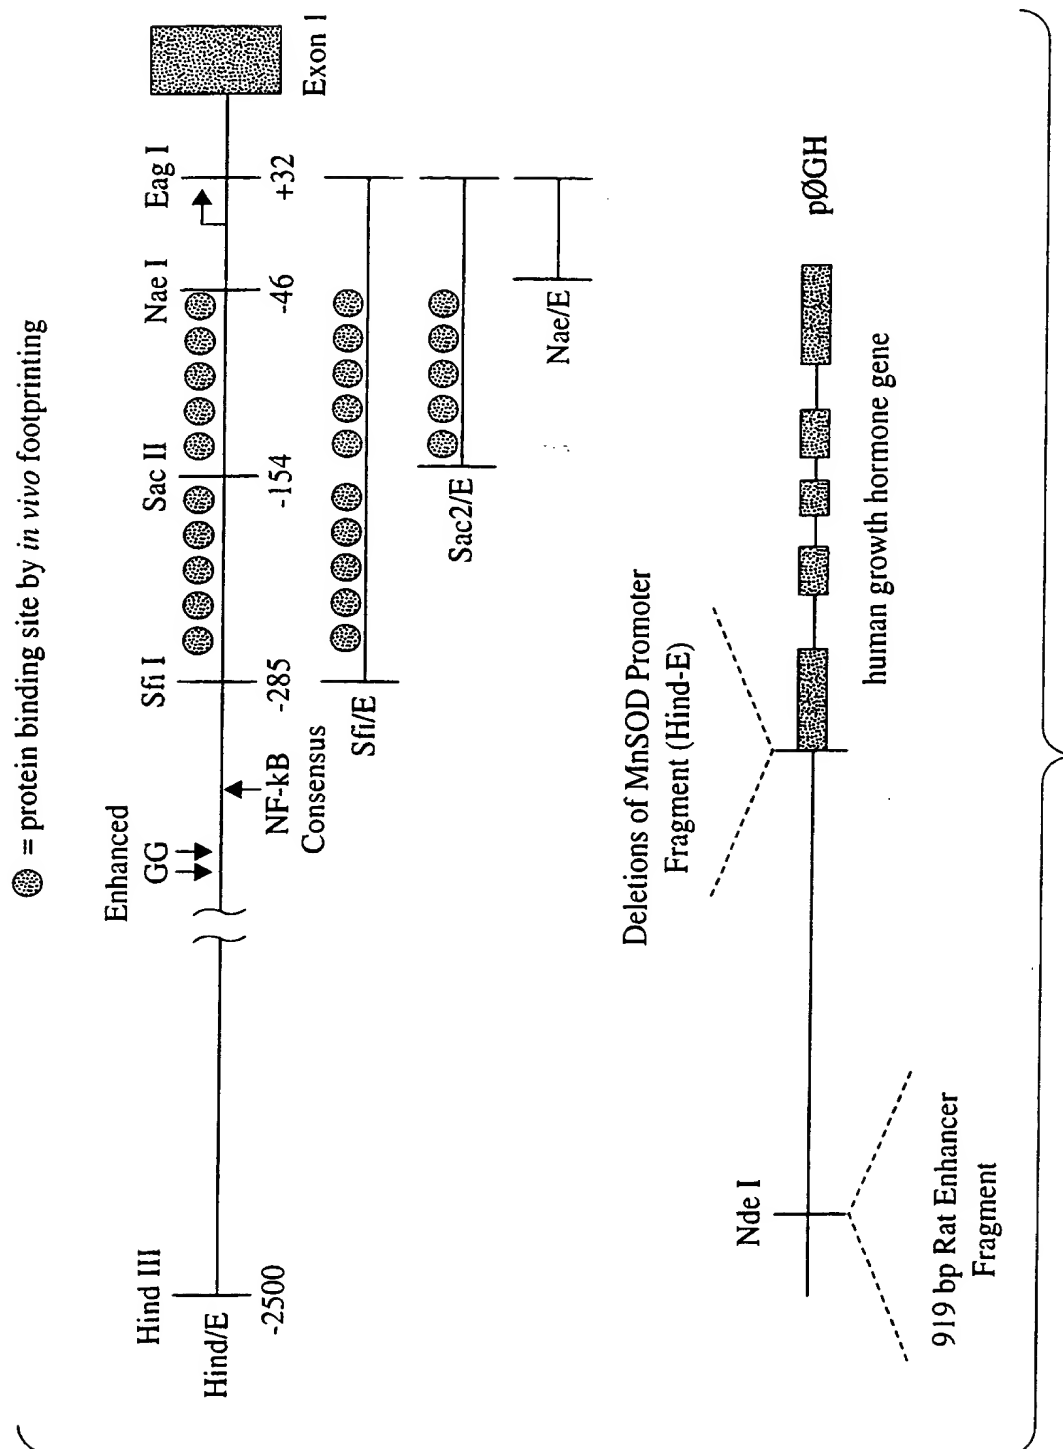 = protein binding site by in vivo footprinting
Enhanced
Hind III
GG
Sfi I
Sac II
Nae I
Eag I
Hind/E
-2500
NF-kB
Consensus
-285
-154
-46
+32
Exon 1
Sfi/E
Sac2/E
Nae/E
Deletions of MnSOD Promoter
Fragment (Hind-E)
Nde I
pØGH
human growth hormone gene
919 bp Rat Enhancer
Fragment